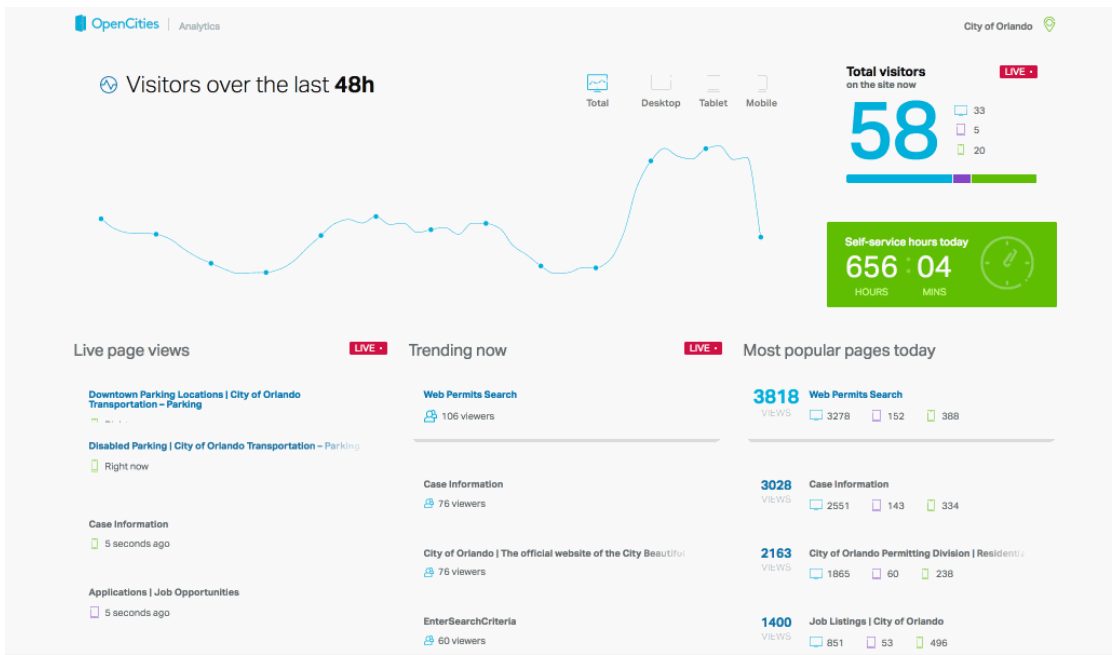 OpenCities Analytics
City of Orlando
Visitors over the last 48h
Total Desktop Tablet Mobile
Total visitors
on the site now
LIVE
58
33
5
20
Self-service hours today
656 : 04
HOURS MINS
Live page views
LIVE
Downtown Parking Locations | City of Orlando
Transportation – Parking
Disabled Parking | City of Orlando Transportation – Parking
Right now
Case Information
5 seconds ago
Applications | Job Opportunities
5 seconds ago
Trending now
LIVE
Web Permits Search
106 viewers
Case Information
76 viewers
City of Orlando | The official website of the City Beautiful
76 viewers
EnterSearchCriteria
60 viewers
Most popular pages today
3818 Web Permits Search
VIEWS 3278 152 388
3028 Case Information
VIEWS 2551 143 334
2163 City of Orlando Permitting Division |
VIEWS 1865 60 238
1400 Job Listings | City of Orlando
VIEWS 851 53 496